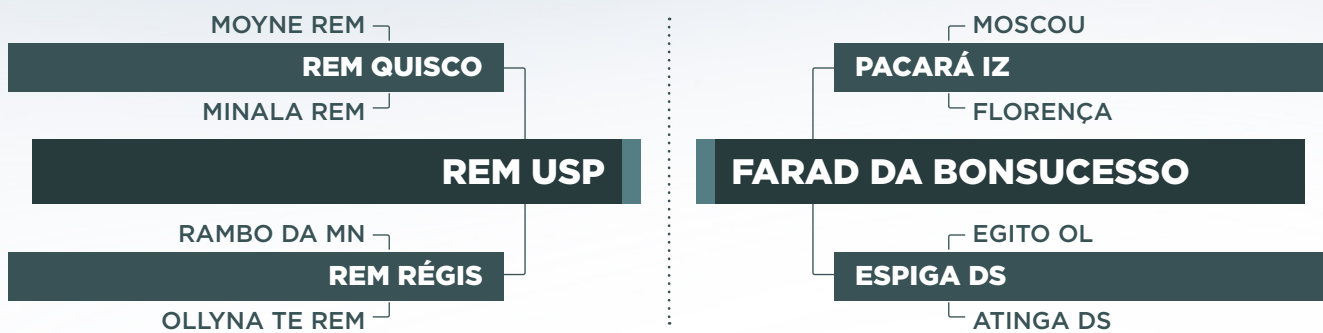 MOYNE REM
REM QUISCO
MINALA REM
REM USP
RAMBO DA MN
REM RÉGIS
OLLYNA TE REM
MOSCOU
PACARÁ IZ
FLORENÇA
FARAD DA BONSUCESSO
EGITO OL
ESPIGA DS
ATINGA DS